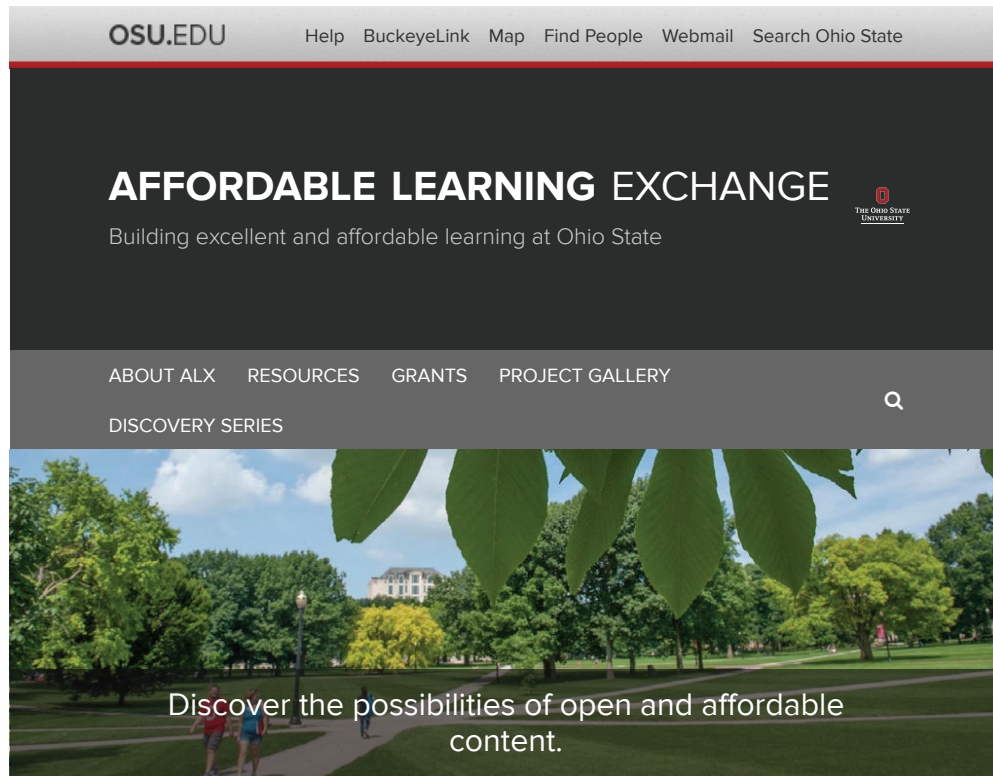 OSU.EDU Help BuckeyeLink Map Find People Webmail Search Ohio State
AFFORDABLE LEARNING EXCHANGE
THE OHIO STATE
UNIVERSITY
Building excellent and affordable learning at Ohio State
ABOUT ALX RESOURCES GRANTS PROJECT GALLERY
DISCOVERY SERIES
Discover the possibilities of open and affordable
content.